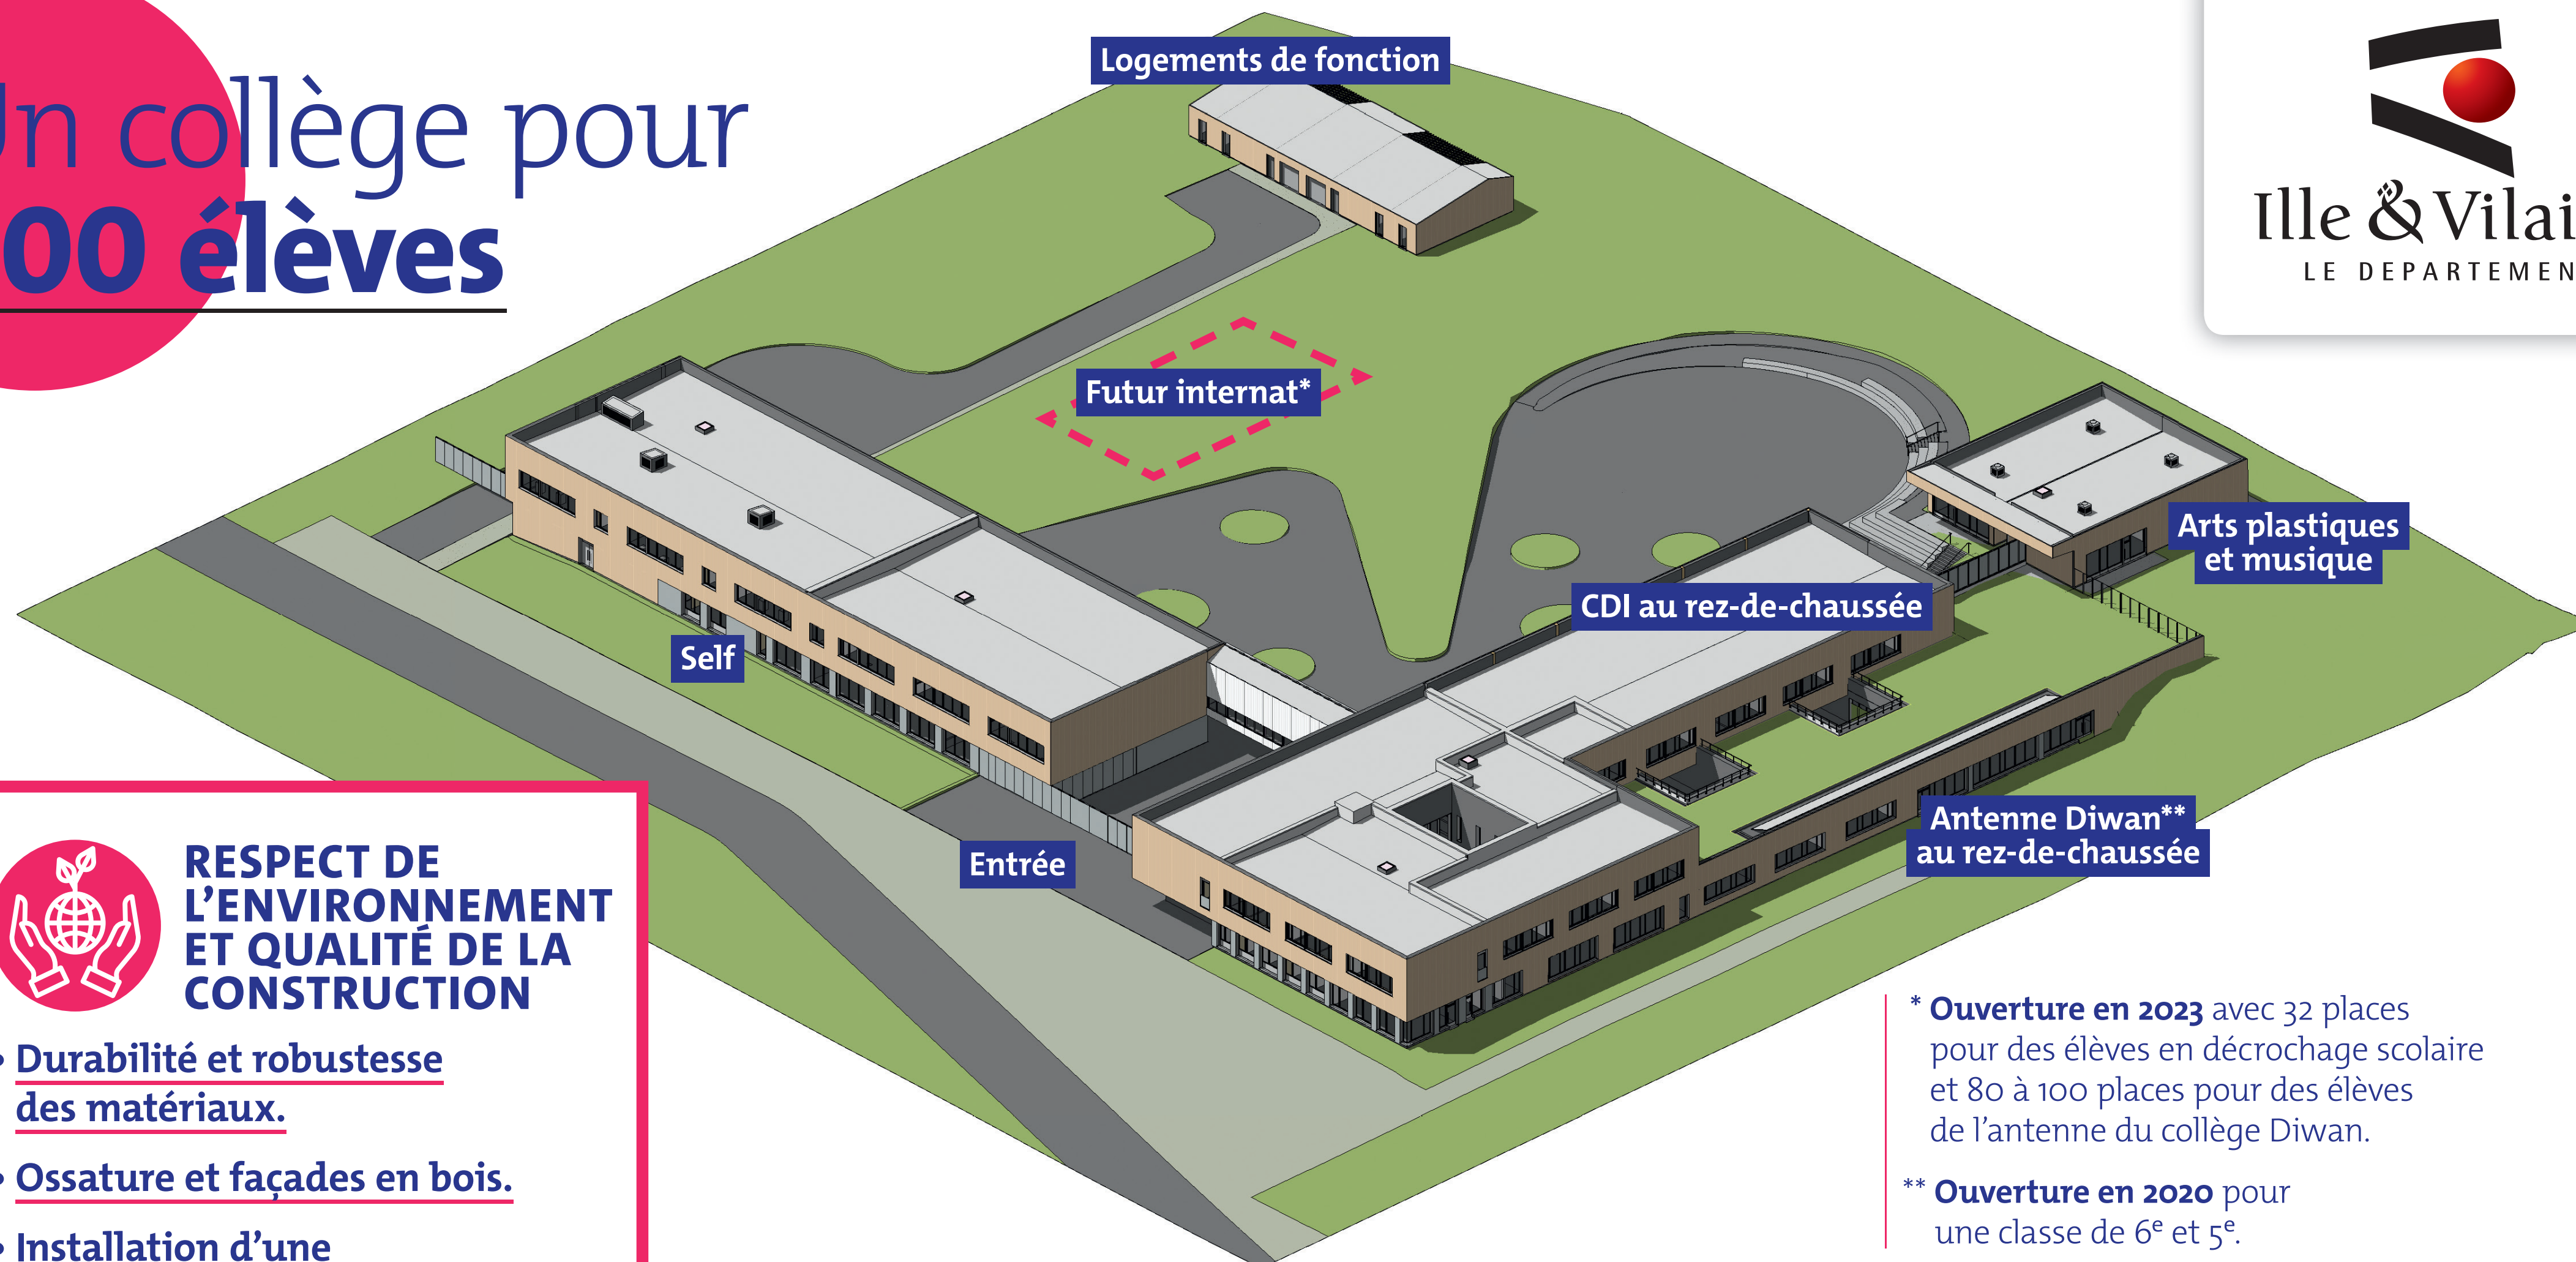 Un collège pour
00 élèves
Logements de fonction
Ille & Vilai
LE DEPARTEMEN
Futur internat*
Arts plastiques
et musique
CDI au rez-de-chaussée
Self
Entrée
Antenne Diwan**
au rez-de-chaussée
RESPECT DE
L'ENVIRONNEMENT
ET QUALITÉ DE LA
CONSTRUCTION
• Durabilité et robustesse
des matériaux.
• Ossature et façades en bois.
• Installation d'une
* Ouverture en 2023 avec 32 places
pour des élèves en décrochage scolaire
et 80 à 100 places pour des élèves
de l'antenne du collège Diwan.
** Ouverture en 2020 pour
une classe de 6e et 5e.